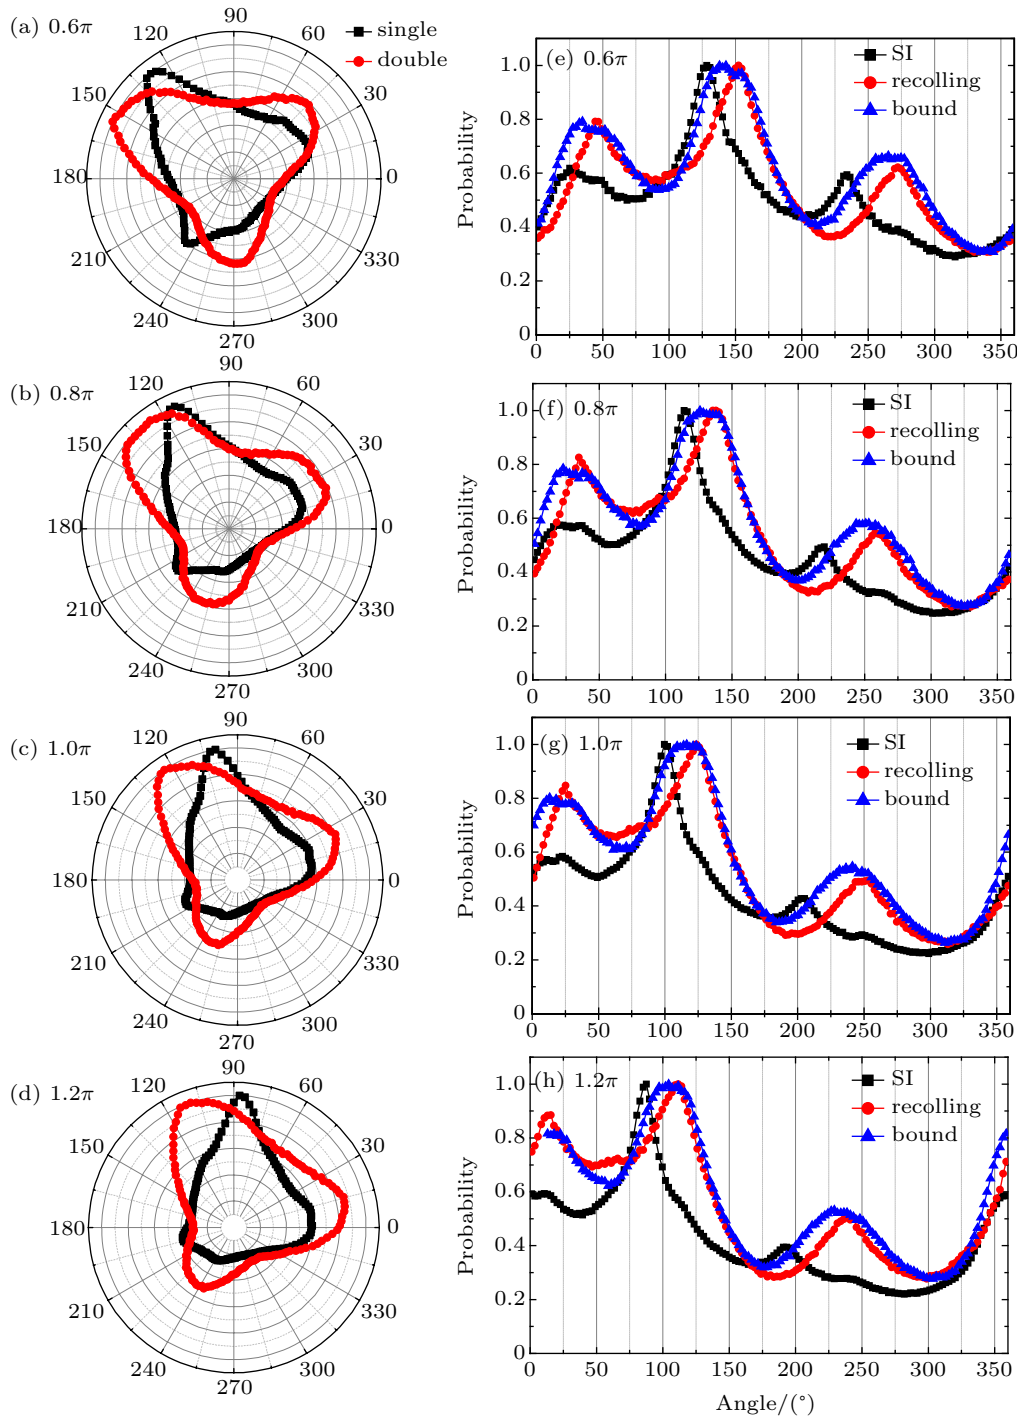 (a) 0.6π
90
60
30
0
330
300
270
240
210
180
150
120
single
double
(b) 0.8π
90
60
30
0
330
300
270
240
210
180
150
120
(c) 1.0π
90
60
30
0
330
300
270
240
210
180
150
120
(d) 1.2π
90
60
30
0
330
300
270
240
210
180
150
120
(e) 0.6π
SI
recolling
bound
Probability
1.0
0.8
0.6
0.4
0.2
0
0 50 100 150 200 250 300 350
(f) 0.8π
SI
recolling
bound
Probability
1.0
0.8
0.6
0.4
0.2
0
0 50 100 150 200 250 300 350
(g) 1.0π
SI
recolling
bound
Probability
1.0
0.8
0.6
0.4
0.2
0
0 50 100 150 200 250 300 350
(h) 1.2π
SI
recolling
bound
Probability
1.0
0.8
0.6
0.4
0.2
0
0 50 100 150 200 250 300 350
Angle/(°)